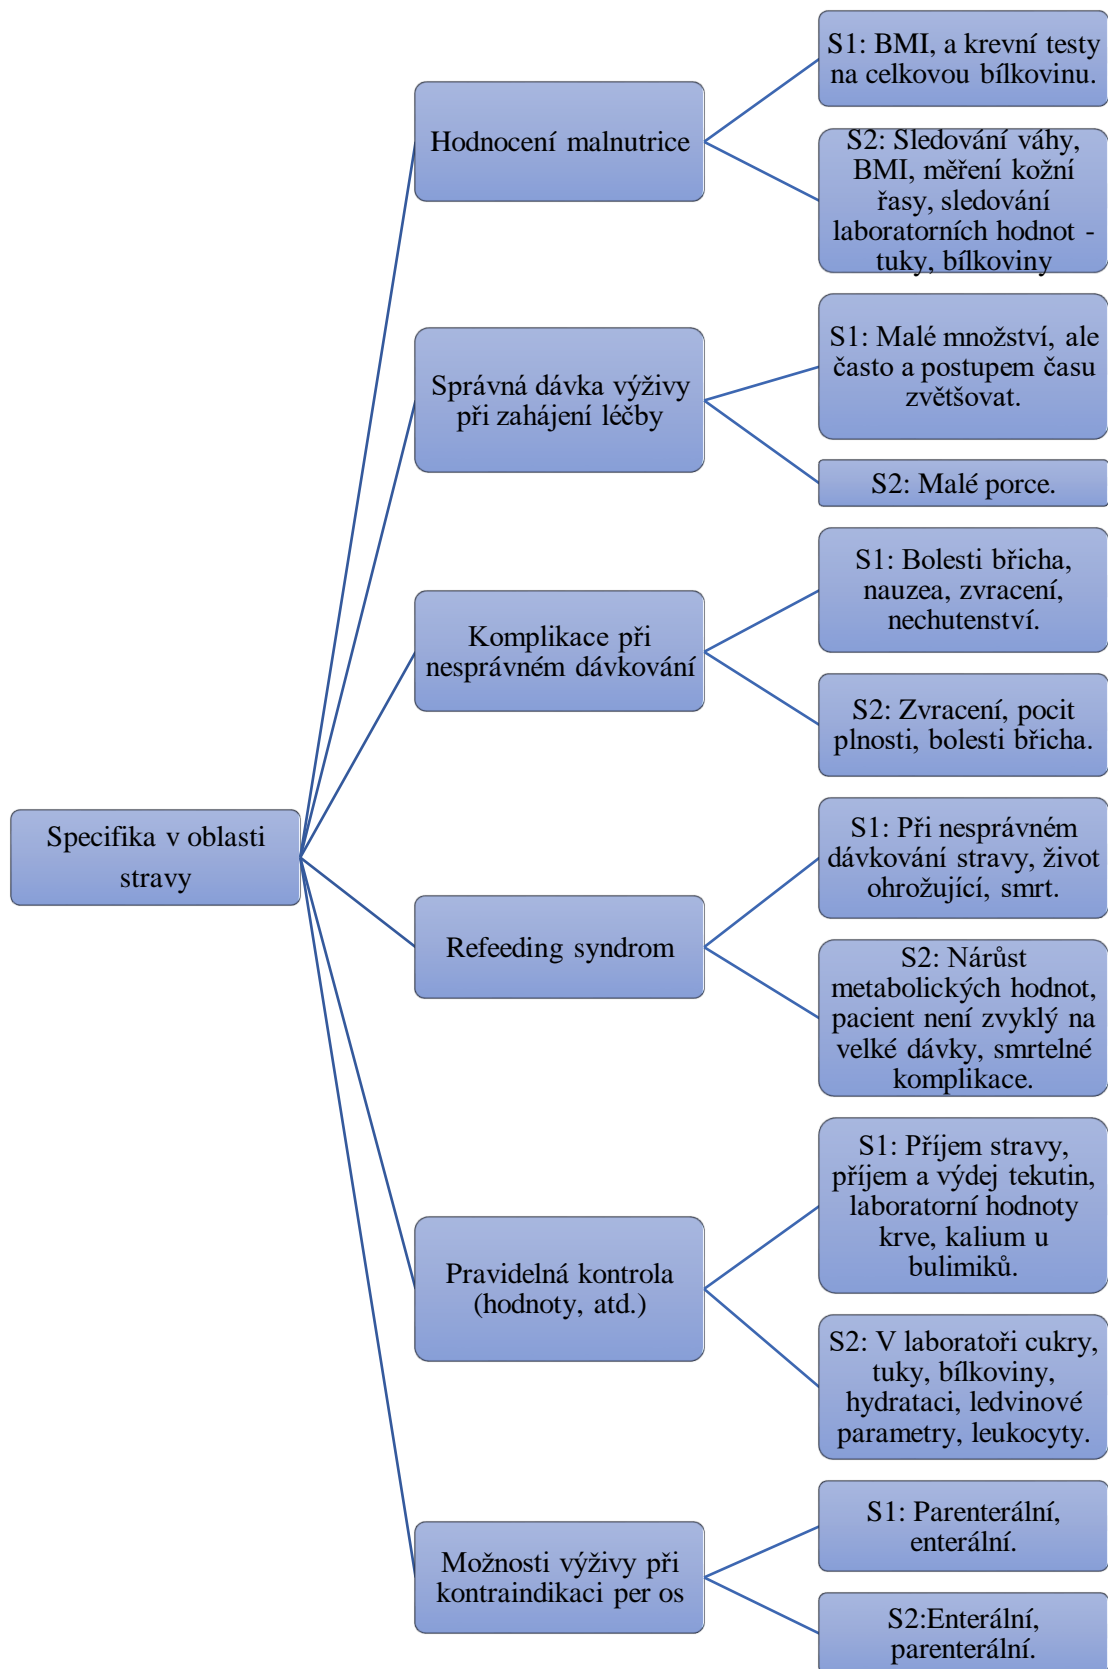 Specifika v oblasti
stravy
Hodnocení malnutrice
S1: BMI, a krevní testy
na celkovou bílkovinu.
S2: Sledování váhy,
BMI, měření kožní
řasy, sledování
laboratorních hodnot -
tuky, bílkoviny
Správná dávka výživy
při zahájení léčby
S1: Malé množství, ale
často a postupem času
zvětšovat.
S2: Malé porce.
Komplikace při
nesprávném dávkování
S1: Bolesti břicha,
nauzea, zvracení,
nechutenství.
S2: Zvracení, pocit
plnosti, bolesti břicha.
Refeeding syndrom
S1: Při nesprávném
dávkování stravy, život
ohrožující, smrt.
S2: Nárůst
metabolických hodnot,
pacient není zvyklý na
velké dávky, smrtelné
komplikace.
Pravidelná kontrola
(hodnoty, atd.)
S1: Příjem stravy,
příjem a výdej tekutin,
laboratorní hodnoty
krve, kalium u
bulimiků.
S2: V laboratoři cukry,
tuky, bílkoviny,
hydrataci, ledvinové
parametry, leukocyty.
Možnosti výživy při
kontraindikaci per os
S1: Parenterální,
enterální.
S2:Enterální,
parenterální.